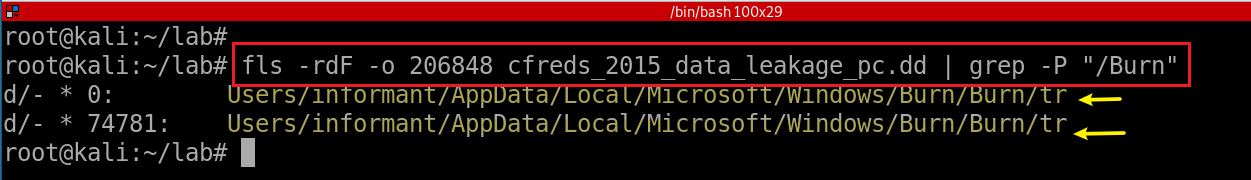 /bin/bash 100x29
root@kali:~/lab#
root@kali:~/lab# fls -rdF -o 206848 cfreds_2015_data_leakage_pc.dd | grep -P "/Burn"
d/- * 0:	Users/informant/AppData/Local/Microsoft/Windows/Burn/Burn/tr
d/- * 74781:	Users/informant/AppData/Local/Microsoft/Windows/Burn/Burn/tr
root@kali:~/lab#